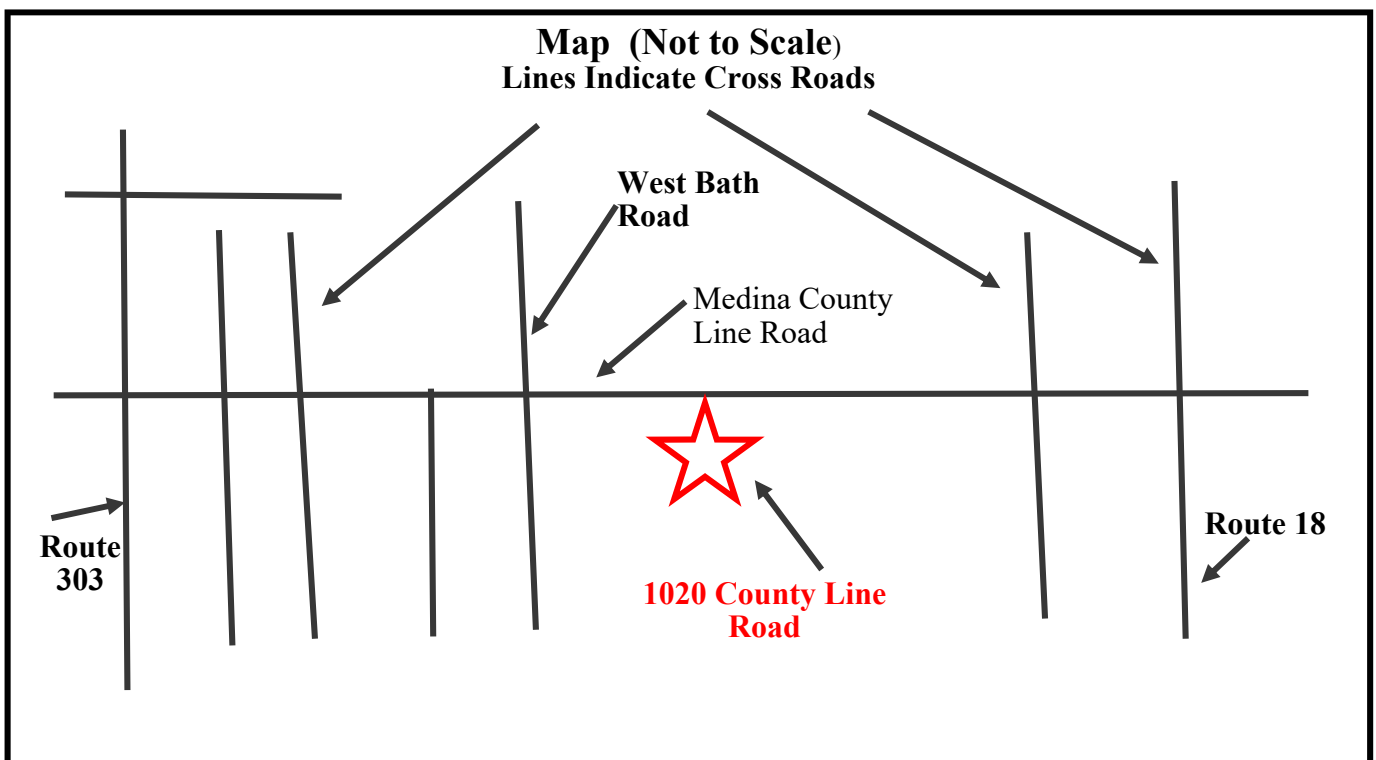 Map  (Not to Scale)
Lines Indicate Cross Roads
West Bath
Road
Medina County
Line Road
Route
303
Route 18
1020 County Line
Road